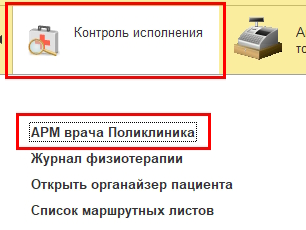 Контроль исполнения
АРМ врача Поликлиника
Журнал физиотерапии
Открыть органайзер пациента
Список маршрутных листов